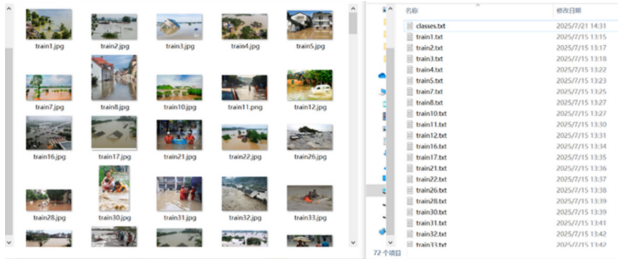 train1.jpg train2.jpg train3.jpg train4.jpg train5.jpg
train7.jpg train8.jpg train10.jpg train11.png train12.jpg
train16.jpg train17.jpg train21.jpg train22.jpg train26.jpg
train28.jpg train30.jpg train31.jpg train32.jpg train33.jpg
名称 修改日期
classes.txt 2025/7/21 14:31
train1.txt 2025/7/15 13:15
train2.txt 2025/7/15 13:17
train3.txt 2025/7/15 13:18
train4.txt 2025/7/15 13:22
train5.txt 2025/7/15 13:23
train7.txt 2025/7/15 13:25
train8.txt 2025/7/15 13:27
train10.txt 2025/7/15 13:27
train11.txt 2025/7/15 13:30
train12.txt 2025/7/15 13:31
train16.txt 2025/7/15 13:34
train17.txt 2025/7/15 13:35
train21.txt 2025/7/15 13:36
train22.txt 2025/7/15 13:37
train26.txt 2025/7/15 13:38
train28.txt 2025/7/15 13:39
train30.txt 2025/7/15 13:39
train31.txt 2025/7/15 13:41
train32.txt 2025/7/15 13:42
train33.txt 2025/7/15 13:42
72 个项目